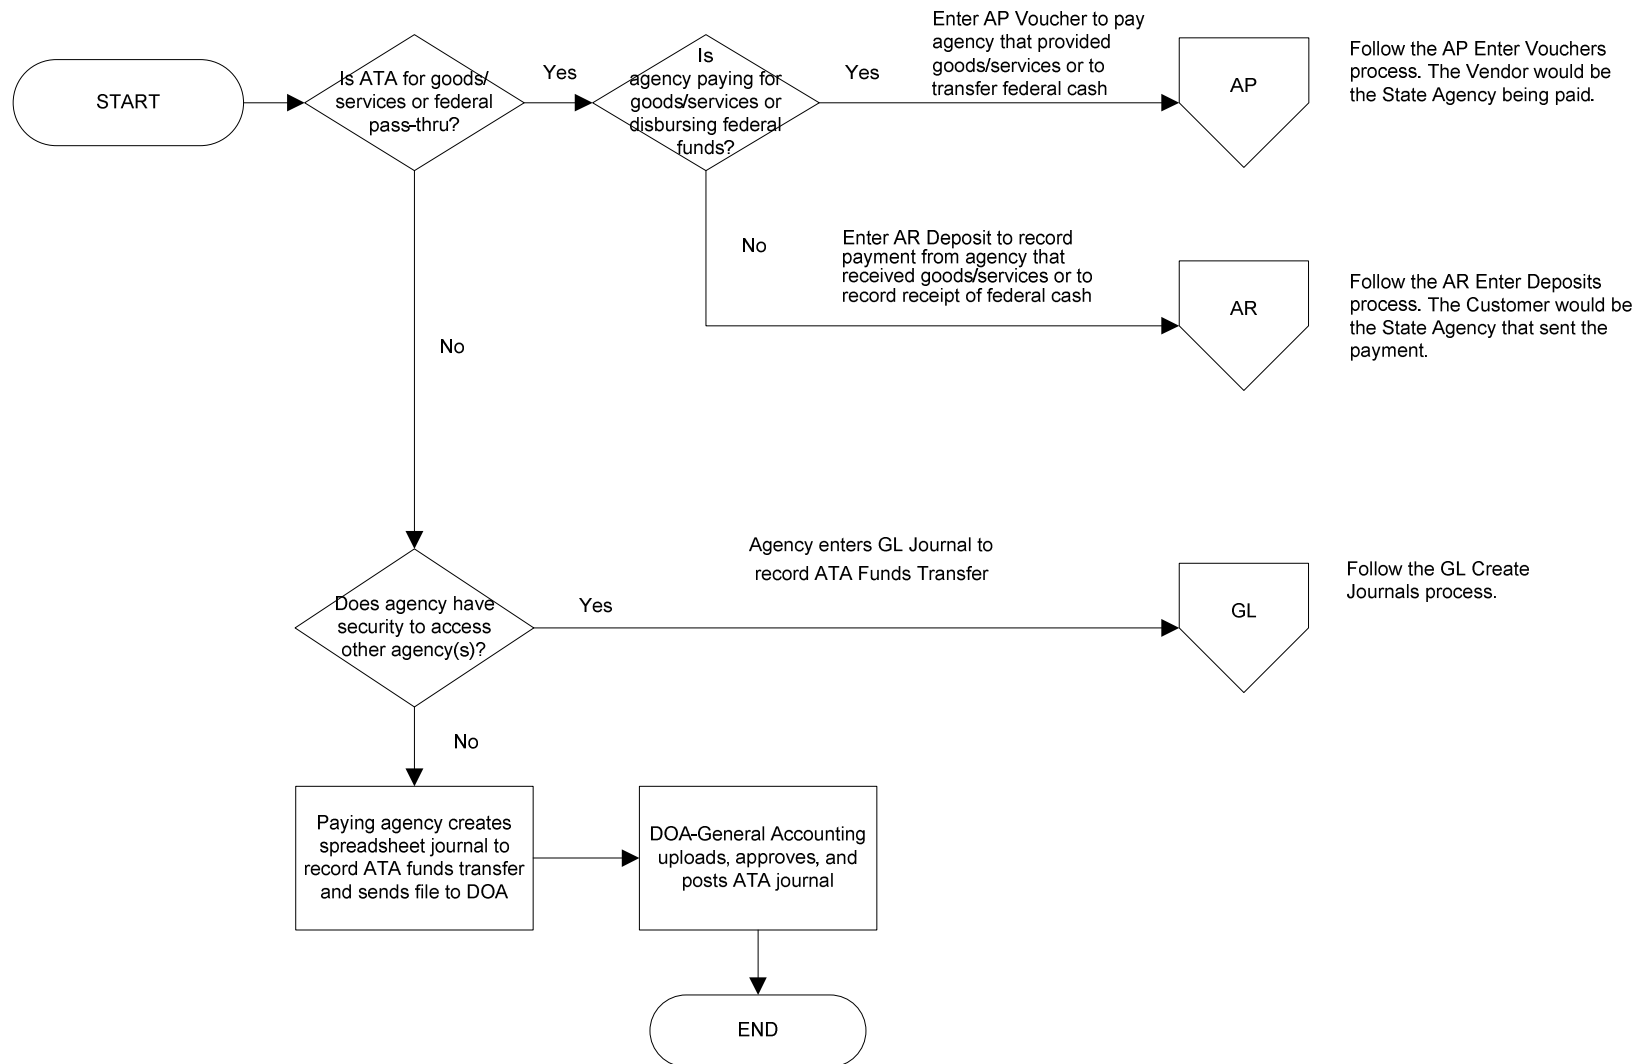 START
Is ATA for goods/
services or federal
pass-thru?
Yes
Is
agency paying for
goods/services or
disbursing federal
funds?
Yes
Enter AP Voucher to pay
agency that provided
goods/services or to
transfer federal cash
AP
Follow the AP Enter Vouchers
process. The Vendor would be
the State Agency being paid.
No
Enter AR Deposit to record
payment from agency that
received goods/services or to
record receipt of federal cash
AR
Follow the AR Enter Deposits
process. The Customer would be
the State Agency that sent the
payment.
No
Does agency have
security to access
other agency(s)?
Yes
Agency enters GL Journal to
record ATA Funds Transfer
GL
Follow the GL Create
Journals process.
No
Paying agency creates
spreadsheet journal to
record ATA funds transfer
and sends file to DOA
DOA-General Accounting
uploads, approves, and
posts ATA journal
END